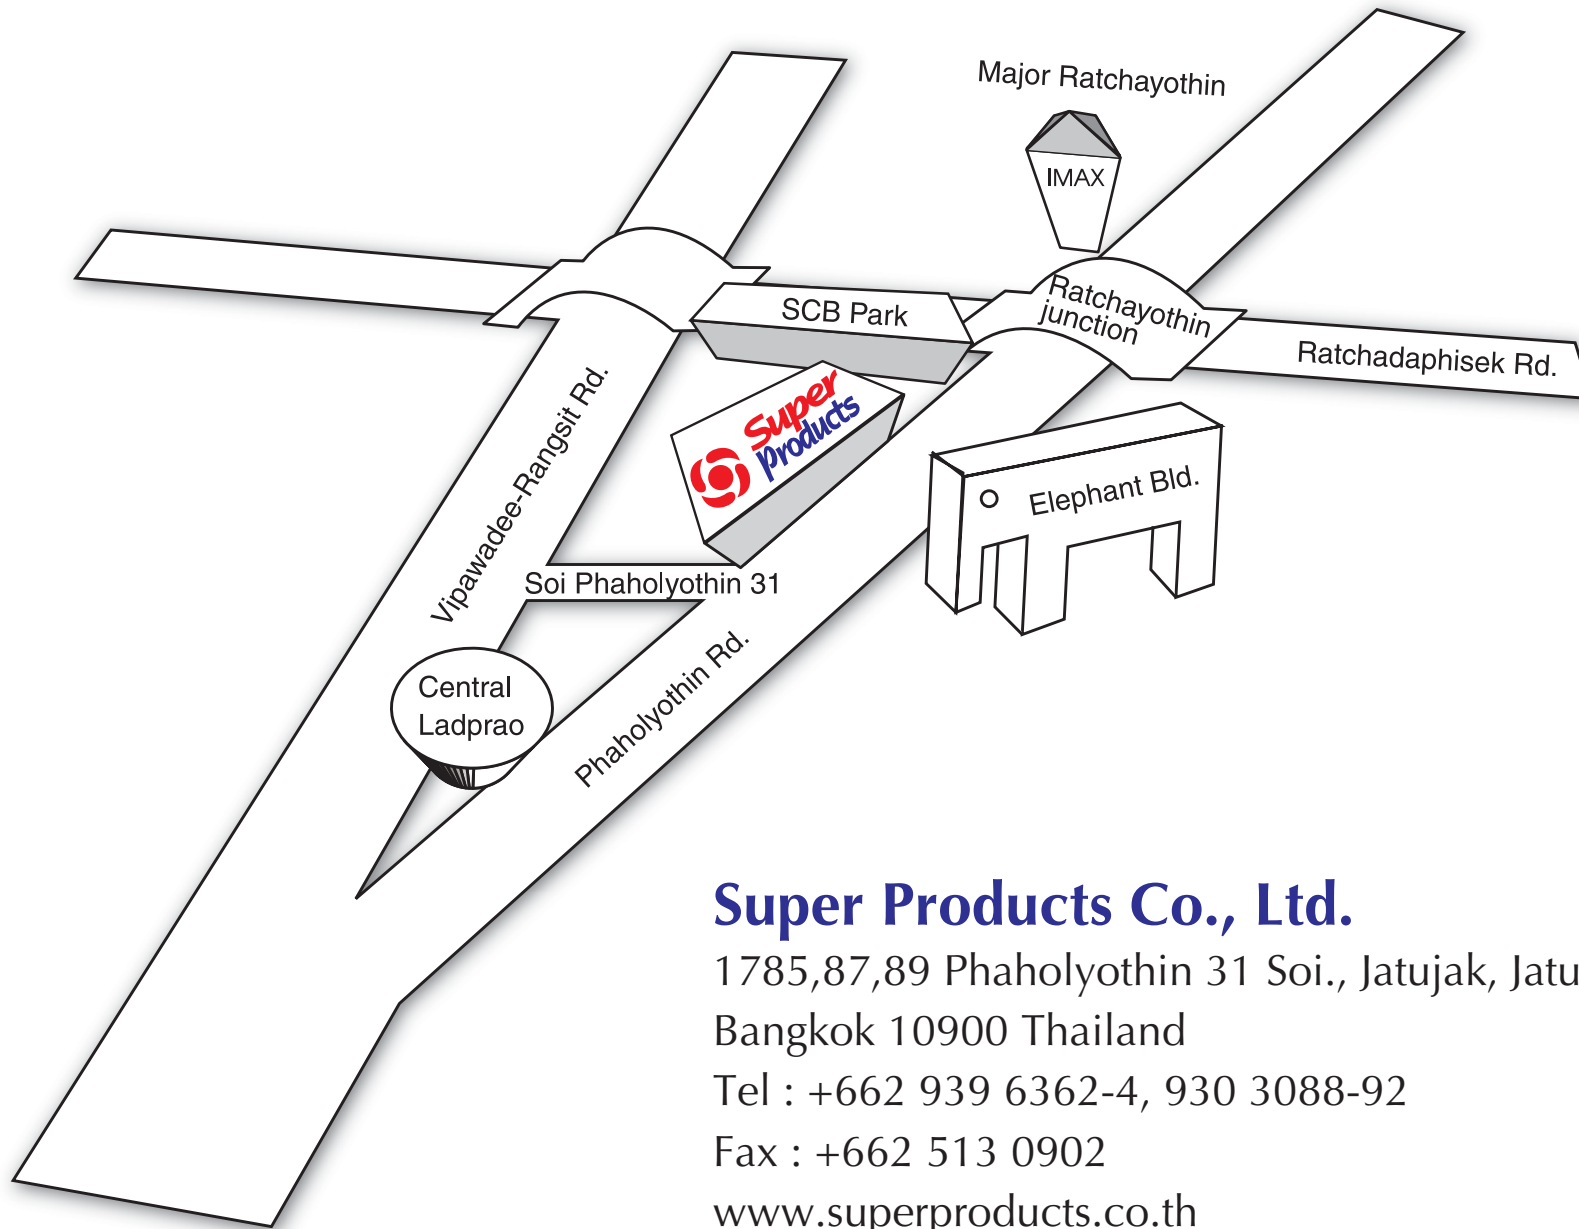 Major Ratchayothin
IMAX
SCB Park
Ratchayothin
junction
Ratchadaphisek Rd.
Vipawadee-Rangsit Rd.
Super
Products
Elephant Bld.
Soi Phaholyothin 31
Central
Ladprao
Phaholyothin Rd.
Super Products Co., Ltd.
1785,87,89 Phaholyothin 31 Soi., Jatujak, Jatu
Bangkok 10900 Thailand
Tel : +662 939 6362-4, 930 3088-92
Fax : +662 513 0902
www.superproducts.co.th